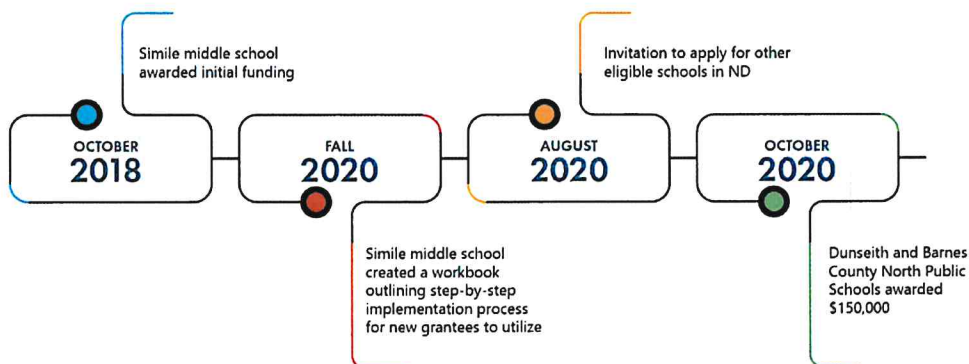 Simile middle school
awarded initial funding
OCTOBER
2018
FALL
2020
Simile middle school
created a workbook
outlining step-by-step
implementation process
for new grantees to utilize
Invitation to apply for other
eligible schools in ND
AUGUST
2020
OCTOBER
2020
Dunseith and Barnes
County North Public
Schools awarded
$150,000